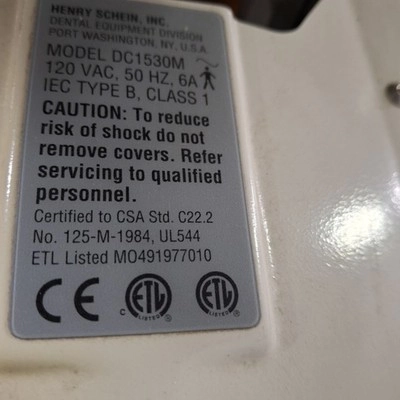 HENRY SCHEIN, INC.
DENTAL EQUIPMENT DIVISION
PORT WASHINGTON, NY, U.S.A.
MODEL DC1530M
120 VAC, 50 HZ, 6A
IEC TYPE B, CLASS 1
CAUTION: To reduce
risk of shock do not
remove covers. Refer
servicing to qualified
personnel.
Certified to CSA Std. C22.2
No. 125-M-1984, UL544
ETL Listed MO491977010
CE
C ETL LISTED
ETL LISTED